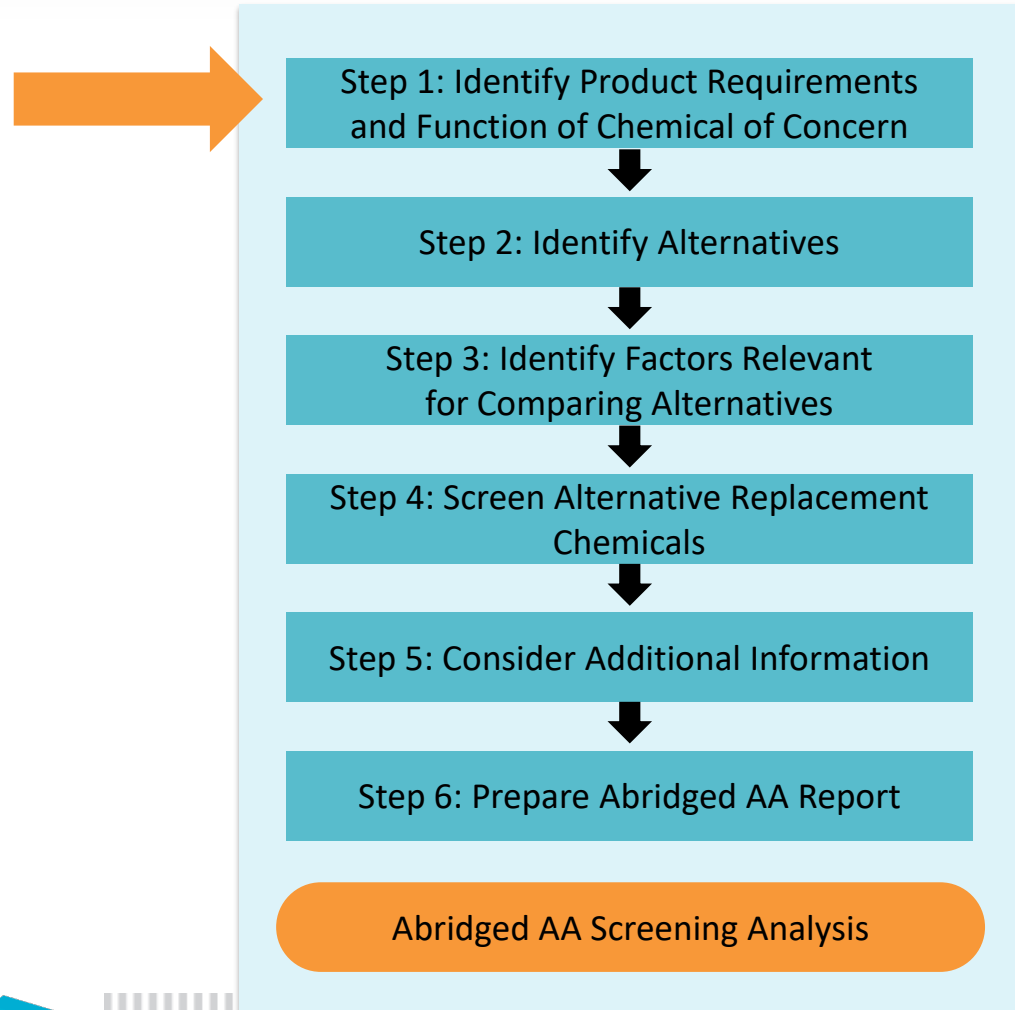 Step 1: Identify Product Requirements
and Function of Chemical of Concern
Step 2: Identify Alternatives
Step 3: Identify Factors Relevant
for Comparing Alternatives
Step 4: Screen Alternative Replacement
Chemicals
Step 5: Consider Additional Information
Step 6: Prepare Abridged AA Report
Abridged AA Screening Analysis